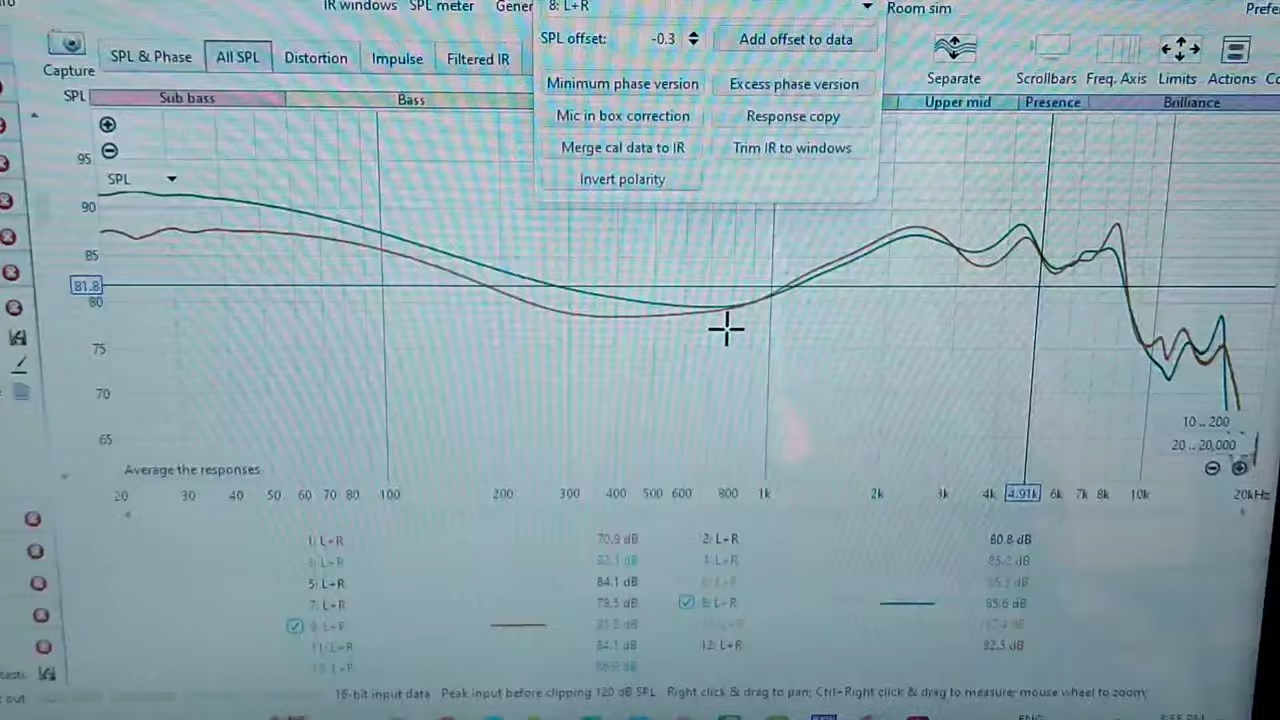 IR windows SPL meter Gener 8: L+R Room sim Prefe
SPL offset: -0.3 Add offset to data
Capture SPL & Phase All SPL Distortion Impulse Filtered IR
Separate Scrollbars Freq. Axis Limits Actions Co
Minimum phase version Excess phase version
SPL Sub bass Bass Upper mid Presence Brilliance
Mic in box correction Response copy
Merge cal data to IR Trim IR to windows
Invert polarity
SPL
95
90
85
81.8
80
75
70
65
10 .. 200
20 .. 20,000
Average the responses
20 30 40 50 60 70 80 100 200 300 400 500 600 800 1k 2k 3k 4k 4.91k 6k 7k 8k 10k 20kHz
1: L+R 70.9 dB 2: L+R 80.8 dB
5: L+R 84.1 dB
7: L+R 79.5 dB 8: L+R 85.6 dB
11: L+R 84.1 dB 12: L+R 92.5 dB
16-bit input data Peak input before clipping 120 dB SPL Right click & drag to pan; Ctrl+Right click & drag to measure; mouse wheel to zoom;
out